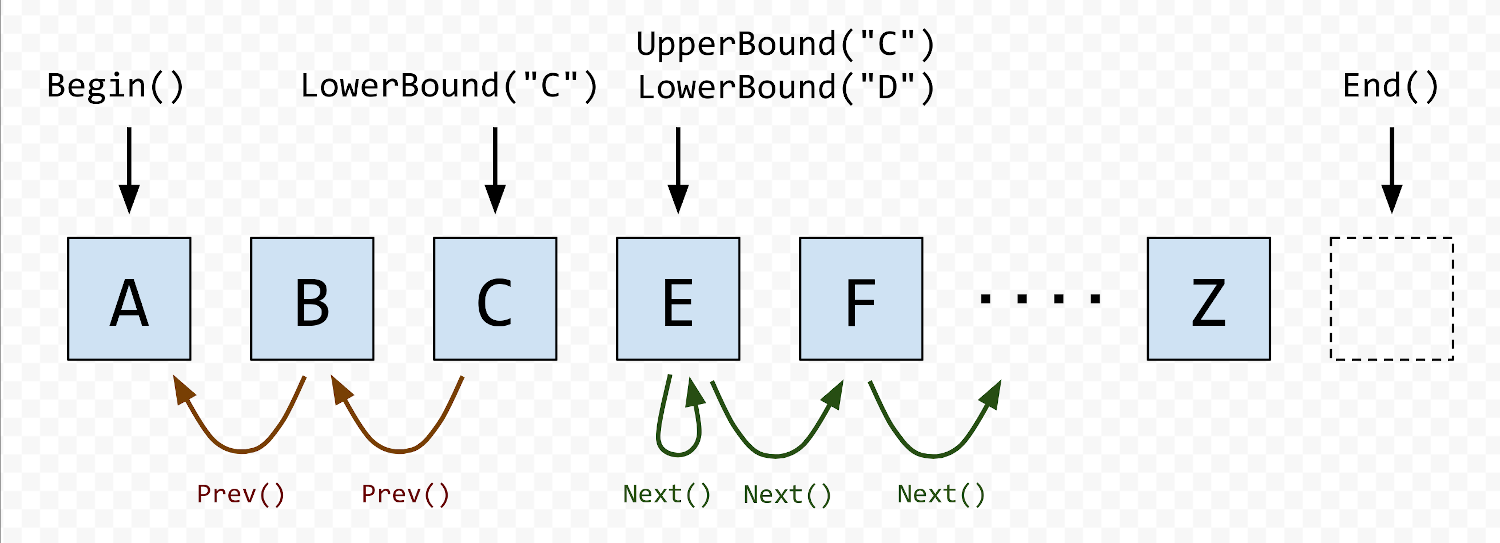 UpperBound("C")
Begin() LowerBound("C") LowerBound("D") End()
A B C E F .... Z
Prev() Prev() Next() Next() Next()